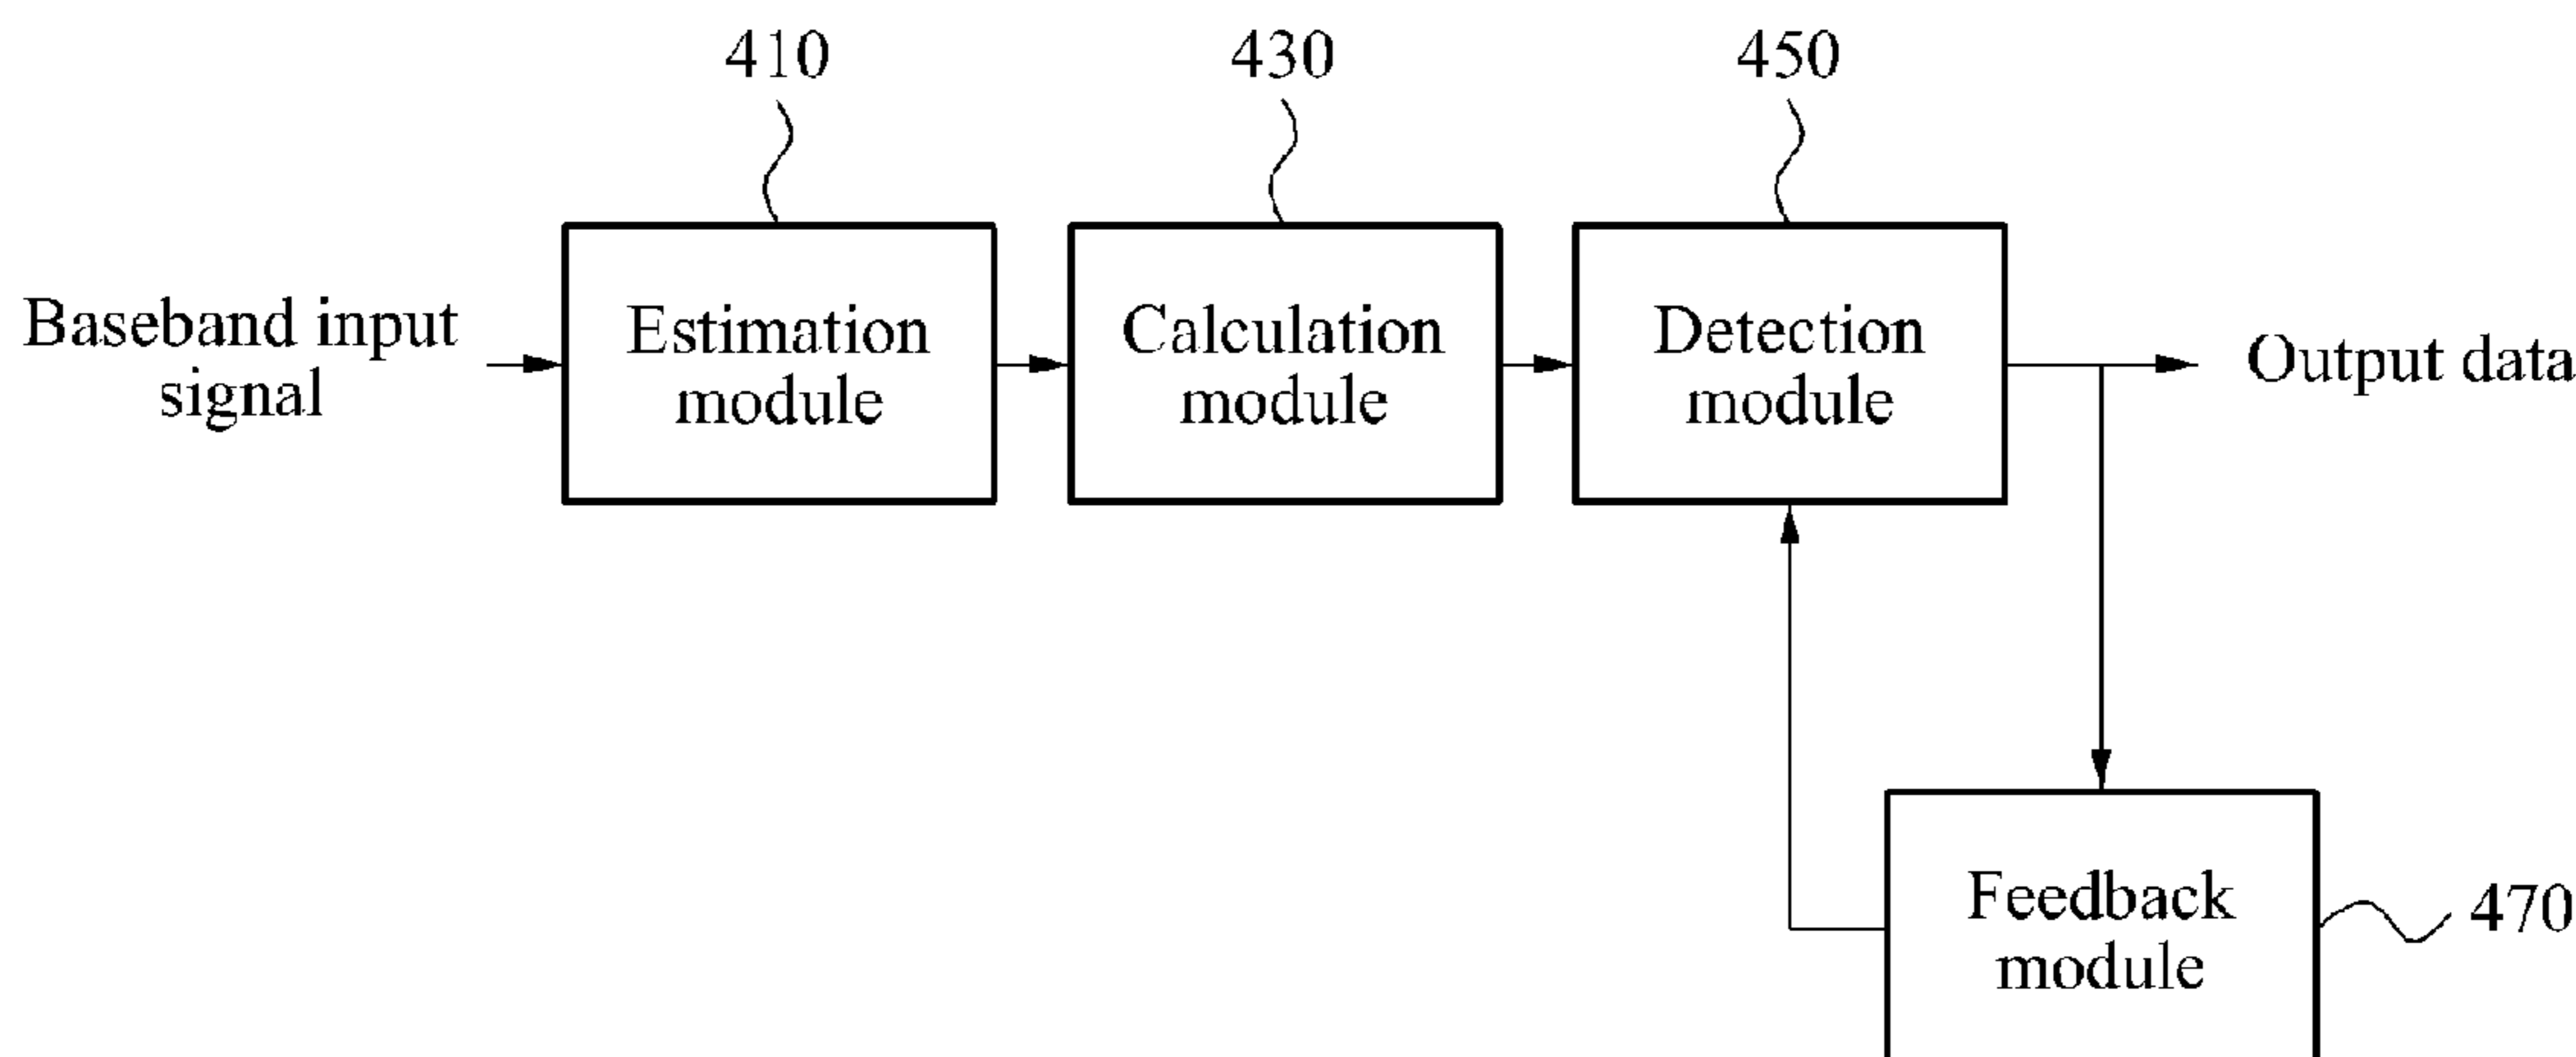 410
430
450
Baseband input
signal
Estimation
module
Calculation
module
Detection
module
Output data
Feedback
module
470